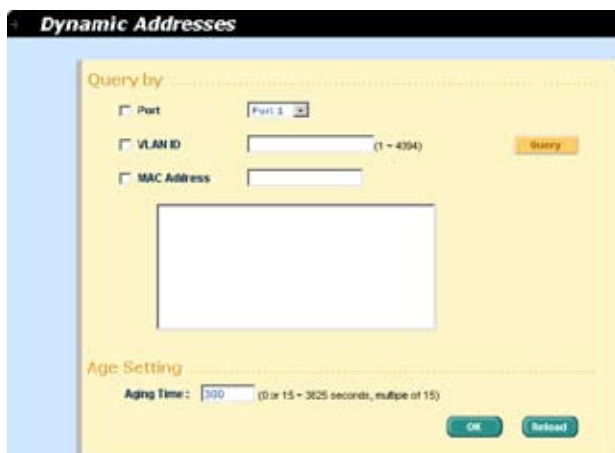 Dynamic Addresses
Query by
Port Port 1
VLAN ID (1 ~ 4094)
Query
MAC Address
Age Setting
Aging Time : 300 (0 or 15 ~ 3825 seconds, multiple of 15)
OK Reload